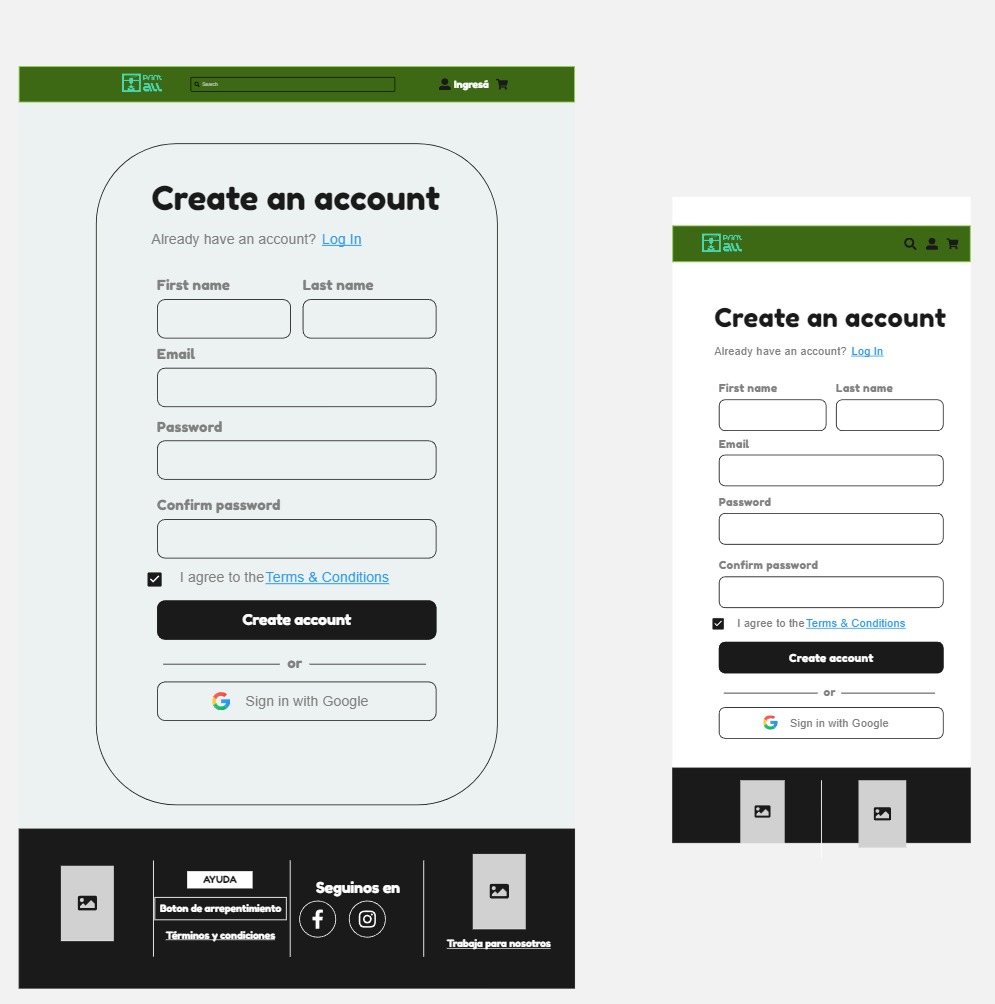 Prim
all
Search
Ingresá
Create an account
Already have an account? Log In
First name Last name
Email
Password
Confirm password
I agree to the Terms & Conditions
Create account
or
Sign in with Google
AYUDA
Boton de arrepentimiento
Términos y condiciones
Seguinos en
Trabaja para nosotros
Prim
all
Create an account
Already have an account? Log In
First name Last name
Email
Password
Confirm password
I agree to the Terms & Conditions
Create account
or
Sign in with Google